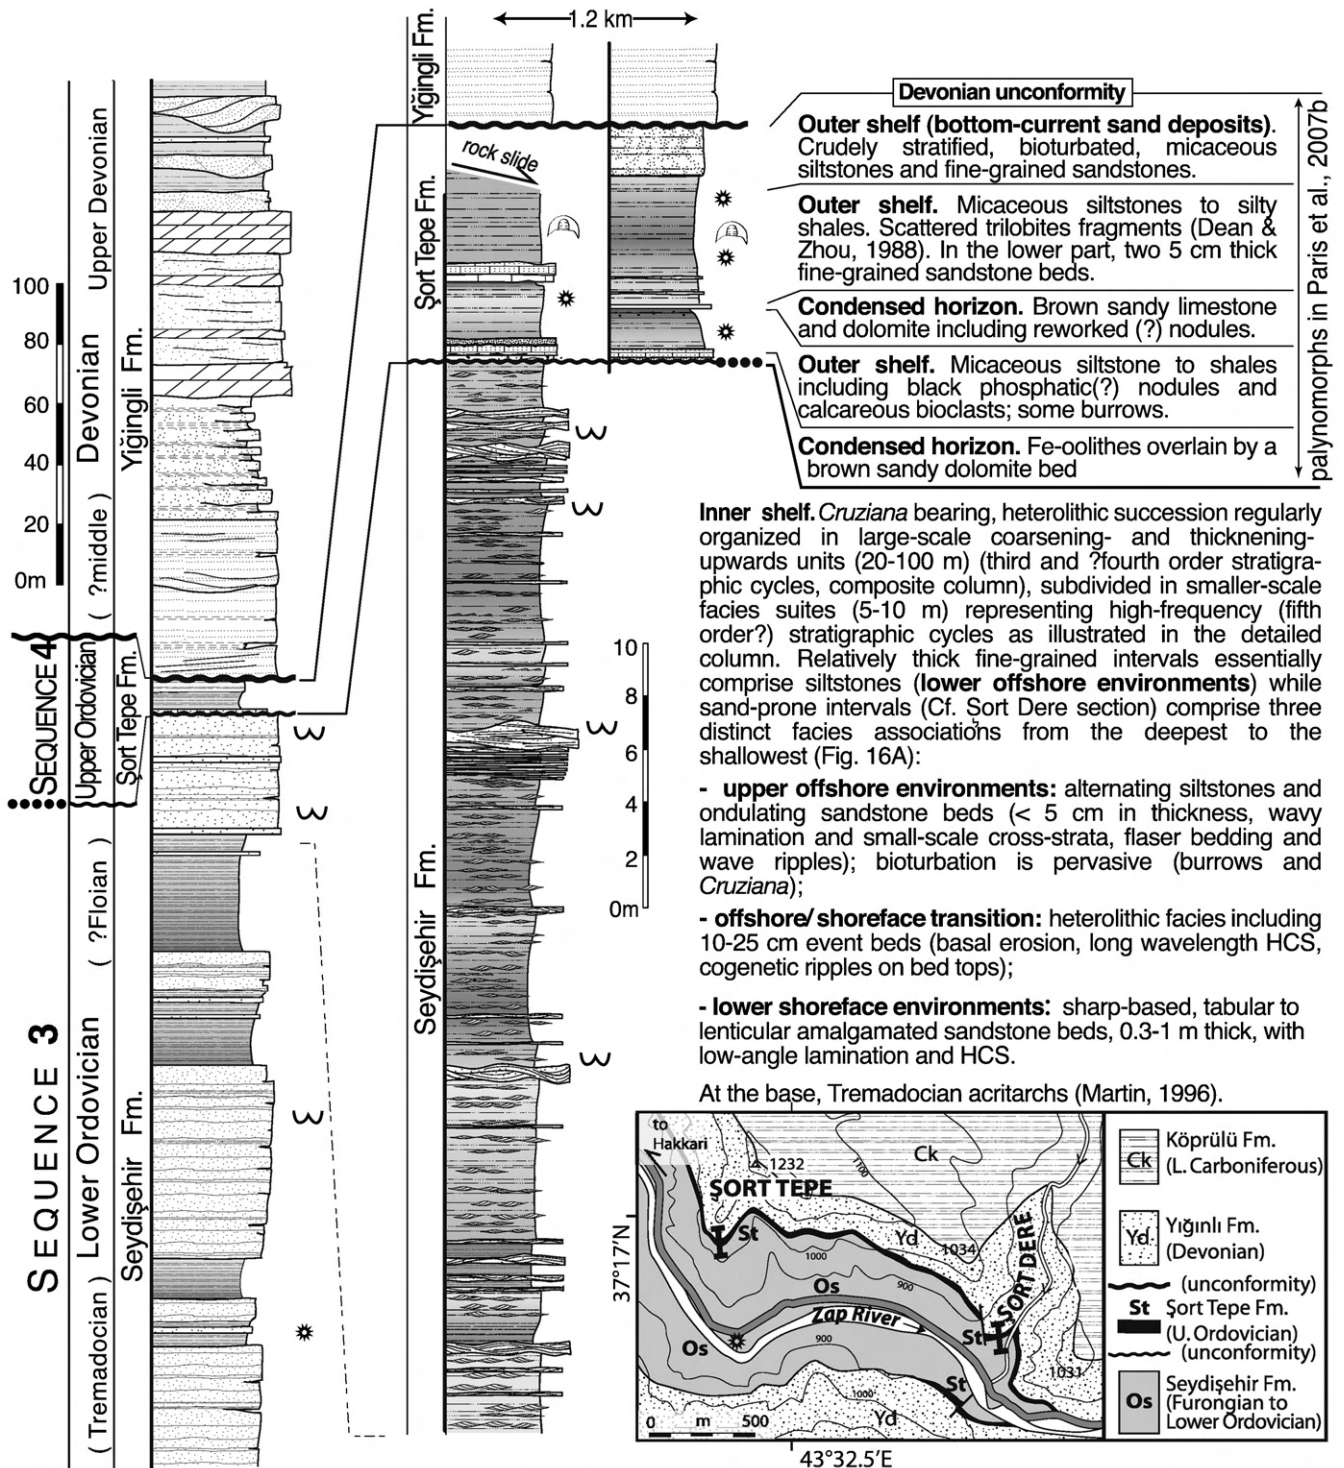 1.2 km
Yiğingli Fm.
Şort Tepe Fm.
Seydişehir Fm.
rock slide
Devonian unconformity
Outer shelf (bottom-current sand deposits).
Crudely stratified, bioturbated, micaceous
siltstones and fine-grained sandstones.
Outer shelf. Micaceous siltstones to silty
shales. Scattered trilobites fragments (Dean &
Zhou, 1988). In the lower part, two 5 cm thick
fine-grained sandstone beds.
Condensed horizon. Brown sandy limestone
and dolomite including reworked (?) nodules.
Outer shelf. Micaceous siltstone to shales
including black phosphatic(?) nodules and
calcareous bioclasts; some burrows.
Condensed horizon. Fe-oolithes overlain by a
brown sandy dolomite bed
palynomorphs in Paris et al., 2007b
100
80
60
40
20
0m
Upper Devonian
Devonian
( ?middle )
Yiğingli Fm.
SEQUENCE 4
Upper Ordovician
Şort Tepe Fm.
SEQUENCE 3
( ?Floian )
Lower Ordovician
( Tremadocian )
Seydişehir Fm.
10
8
6
4
2
0m
Inner shelf. Cruziana bearing, heterolithic succession regularly
organized in large-scale coarsening- and thicknening-
upwards units (20-100 m) (third and ?fourth order stratigra-
phic cycles, composite column), subdivided in smaller-scale
facies suites (5-10 m) representing high-frequency (fifth
order?) stratigraphic cycles as illustrated in the detailed
column. Relatively thick fine-grained intervals essentially
comprise siltstones (lower offshore environments) while
sand-prone intervals (Cf. Şort Dere section) comprise three
distinct facies associations from the deepest to the
shallowest (Fig. 16A):
- upper offshore environments: alternating siltstones and
ondulating sandstone beds (< 5 cm in thickness, wavy
lamination and small-scale cross-strata, flaser bedding and
wave ripples); bioturbation is pervasive (burrows and
Cruziana);
- offshore/ shoreface transition: heterolithic facies including
10-25 cm event beds (basal erosion, long wavelength HCS,
cogenetic ripples on bed tops);
- lower shoreface environments: sharp-based, tabular to
lenticular amalgamated sandstone beds, 0.3-1 m thick, with
low-angle lamination and HCS.
At the base, Tremadocian acritarchs (Martin, 1996).
to
Hakkari
1232
1100
Ck
ŞORT TEPE
St
Yd
1034
ŞORT DERE
1000
900
Os
Zap River
St
Os
900
1031
St
1000
Yd
0 m 500
37°17'N
43°32.5'E
Ck
Köprülü Fm.
(L. Carboniferous)
Yd
Yığınlı Fm.
(Devonian)
(unconformity)
St Şort Tepe Fm.
(U. Ordovician)
(unconformity)
Os
Seydişehir Fm.
(Furongian to
Lower Ordovician)